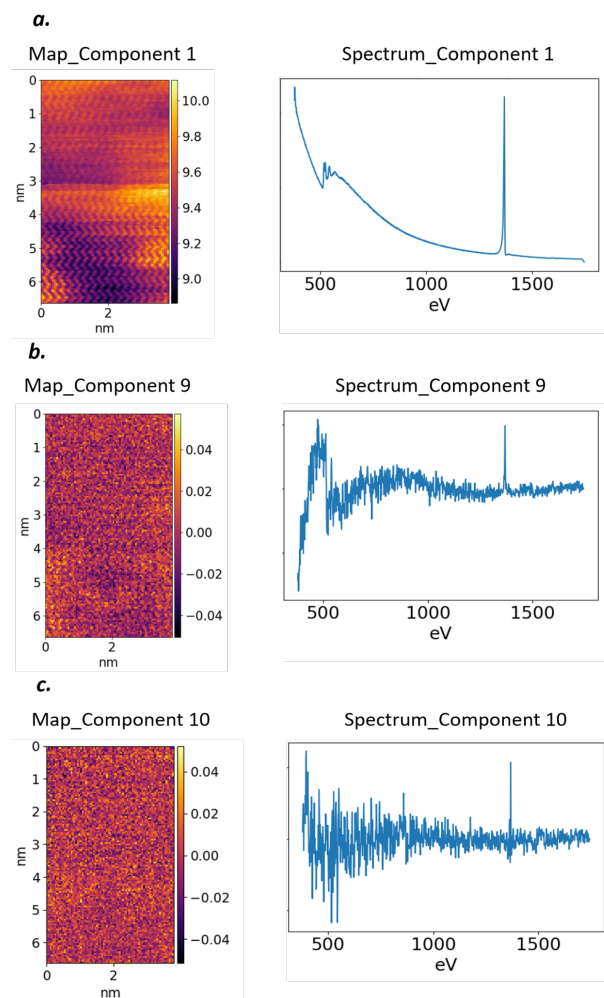 a.
Map_Component 1
Spectrum_Component 1
0
1
2
3
4
5
6
nm
0
2
nm
10.0
9.8
9.6
9.4
9.2
9.0
500
1000
1500
eV
b.
Map_Component 9
Spectrum_Component 9
0
1
2
3
4
5
6
nm
0
2
nm
0.04
0.02
0.00
−0.02
−0.04
500
1000
1500
eV
c.
Map_Component 10
Spectrum_Component 10
0
1
2
3
4
5
6
nm
0
2
nm
0.04
0.02
0.00
−0.02
−0.04
500
1000
1500
eV